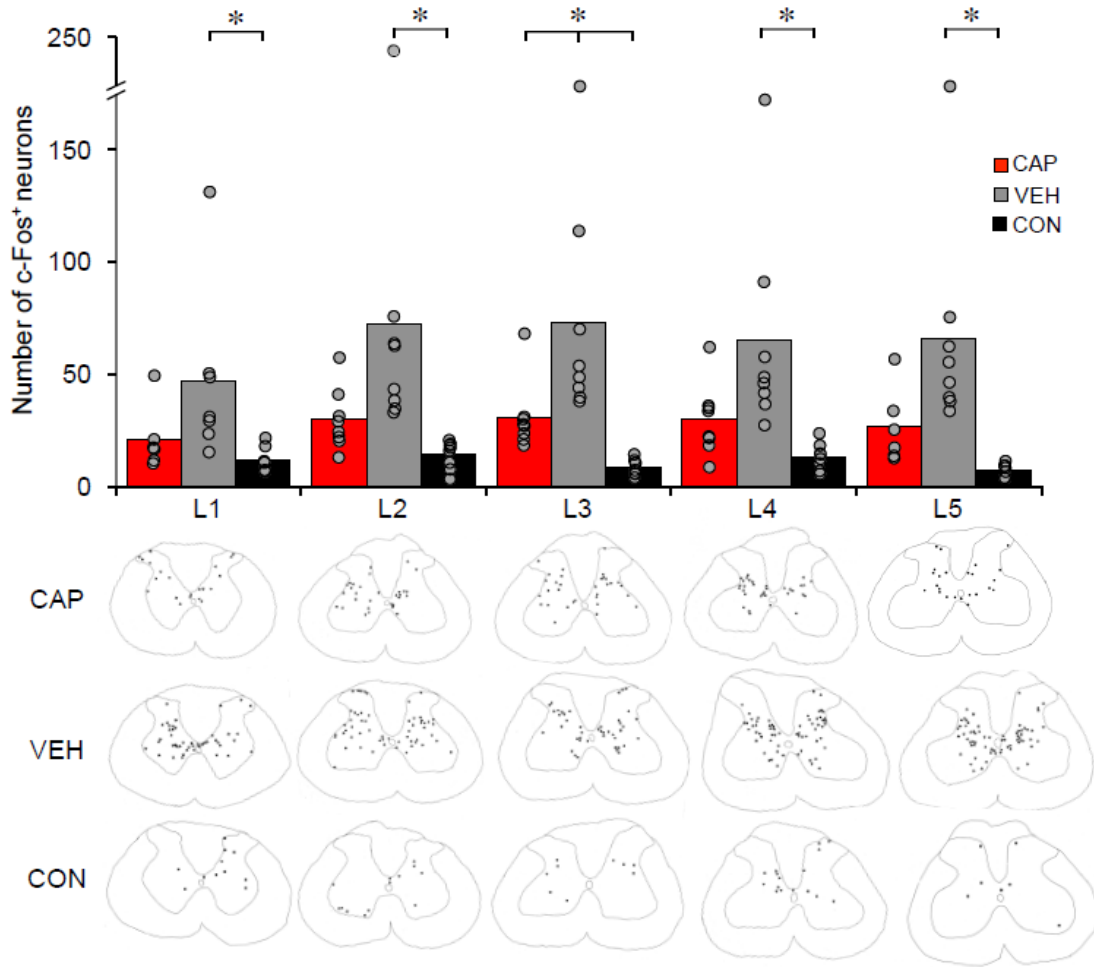 * * * * *
250
150
100
50
0
Number of c-Fos⁺ neurons
CAP
VEH
CON
L1 L2 L3 L4 L5
CAP
VEH
CON